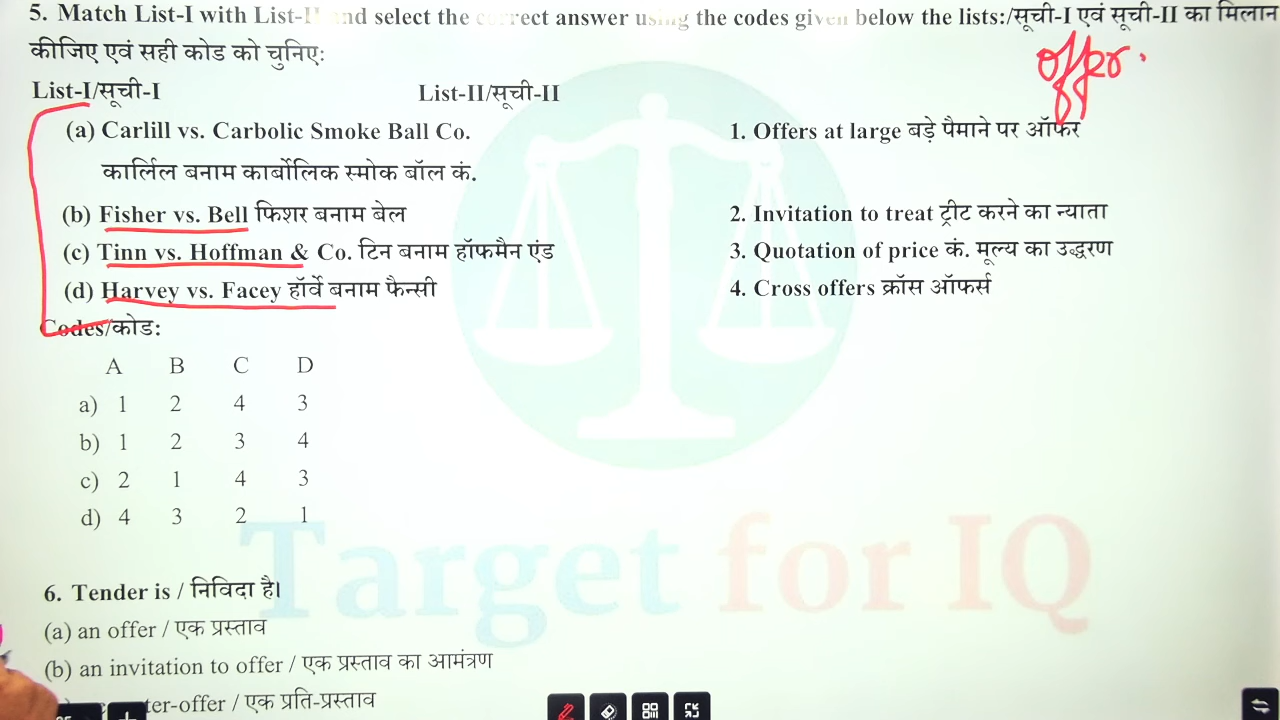 5. Match List-I with List-II and select the correct answer using the codes given below the lists:/सूची-I एवं सूची-II का मिलान
कीजिए एवं सही कोड को चुनिए:
offer.
List-I/सूची-I List-II/सूची-II
(a) Carlill vs. Carbolic Smoke Ball Co. 1. Offers at large बड़े पैमाने पर ऑफर
कार्लिल बनाम कार्बोलिक स्मोक बॉल कं.
(b) Fisher vs. Bell फिशर बनाम बेल 2. Invitation to treat ट्रीट करने का न्याता
(c) Tinn vs. Hoffman & Co. टिन बनाम हॉफमैन एंड 3. Quotation of price कं. मूल्य का उद्धरण
(d) Harvey vs. Facey हॉर्वे बनाम फैन्सी 4. Cross offers क्रॉस ऑफर्स
Codes/कोड:
A B C D
a) 1 2 4 3
b) 1 2 3 4
c) 2 1 4 3
d) 4 3 2 1
Target for IQ
6. Tender is / निविदा है।
(a) an offer / एक प्रस्ताव
(b) an invitation to offer / एक प्रस्ताव का आमंत्रण
ter-offer / एक प्रति-प्रस्ताव